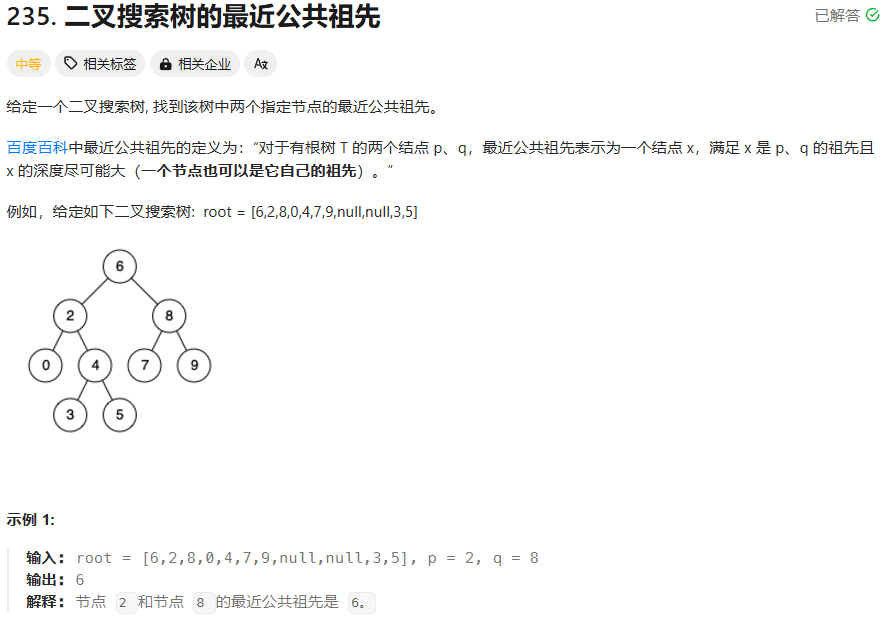 235. 二叉搜索树的最近公共祖先
已解答
中等 相关标签 相关企业 Aぁ
给定一个二叉搜索树, 找到该树中两个指定节点的最近公共祖先。
百度百科中最近公共祖先的定义为：“对于有根树 T 的两个结点 p、q，最近公共祖先表示为一个结点 x，满足 x 是 p、q 的祖先且
x 的深度尽可能大（一个节点也可以是它自己的祖先）。”
例如，给定如下二叉搜索树: root = [6,2,8,0,4,7,9,null,null,3,5]
6
2 8
0 4 7 9
3 5
示例 1:
输入: root = [6,2,8,0,4,7,9,null,null,3,5], p = 2, q = 8
输出: 6
解释: 节点 2 和节点 8 的最近公共祖先是 6。